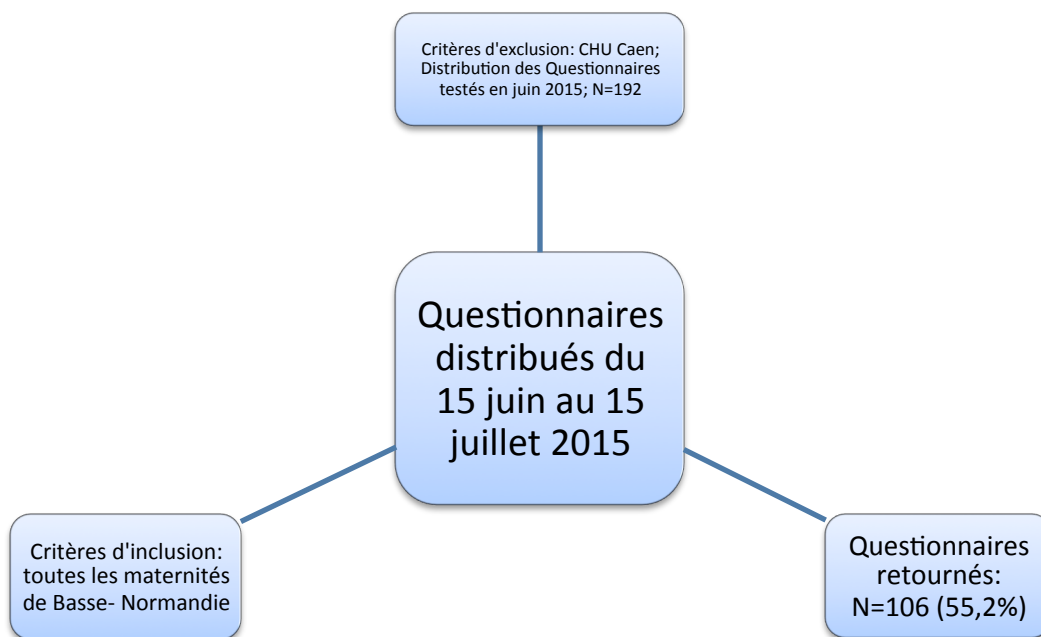 Critères d'exclusion: CHU Caen;
Distribution des Questionnaires
testés en juin 2015; N=192
Questionnaires
distribués du
15 juin au 15
juillet 2015
Critères d'inclusion:
toutes les maternités
de Basse- Normandie
Questionnaires
retournés:
N=106 (55,2%)